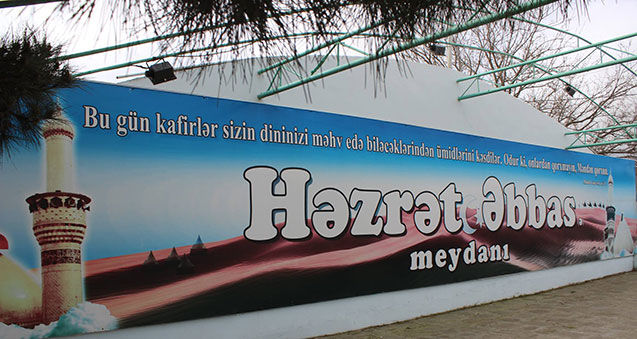 Bu gün kafirlər sizin dininizi məhv edə biləcəklərindən ümidlərini kəsdilər. Odur ki, onlardan qorxmayın, Məndən qorxun.
Həzrət Əbbas
meydanı